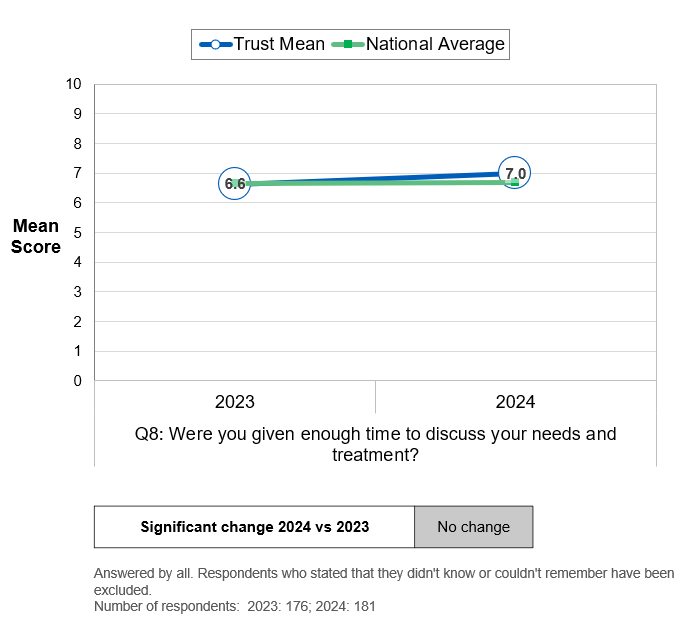 Trust Mean National Average
10
9
8
7
6
5
4
3
2
1
0
Mean
Score
6.6
7.0
2023 2024
Q8: Were you given enough time to discuss your needs and
treatment?
Significant change 2024 vs 2023 No change
Answered by all. Respondents who stated that they didn't know or couldn't remember have been
excluded.
Number of respondents:  2023: 176; 2024: 181